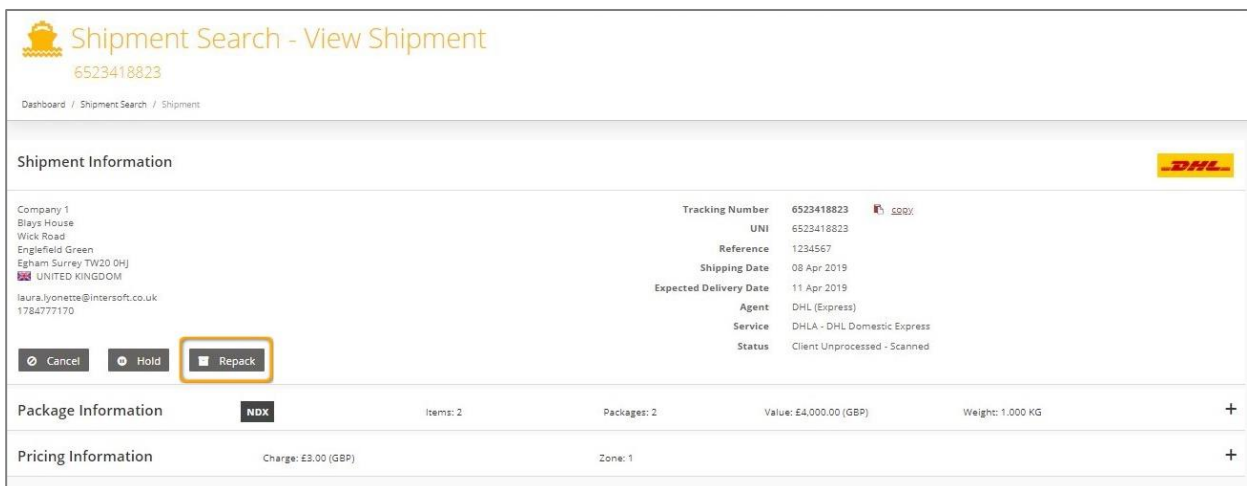 Shipment Search - View Shipment
6523418823
Dashboard / Shipment Search / Shipment
Shipment Information
DHL
Company 1
Blays House
Wick Road
Englefield Green
Egham Surrey TW20 0HJ
UNITED KINGDOM
laura.lyonette@intersoft.co.uk
1784777170
Tracking Number 6523418823 copy
UNI 6523418823
Reference 1234567
Shipping Date 08 Apr 2019
Expected Delivery Date 11 Apr 2019
Agent DHL (Express)
Service DHLA - DHL Domestic Express
Status Client Unprocessed - Scanned
Cancel Hold Repack
Package Information NDX Items: 2 Packages: 2 Value: £4,000.00 (GBP) Weight: 1.000 KG +
Pricing Information Charge: £3.00 (GBP) Zone: 1 +